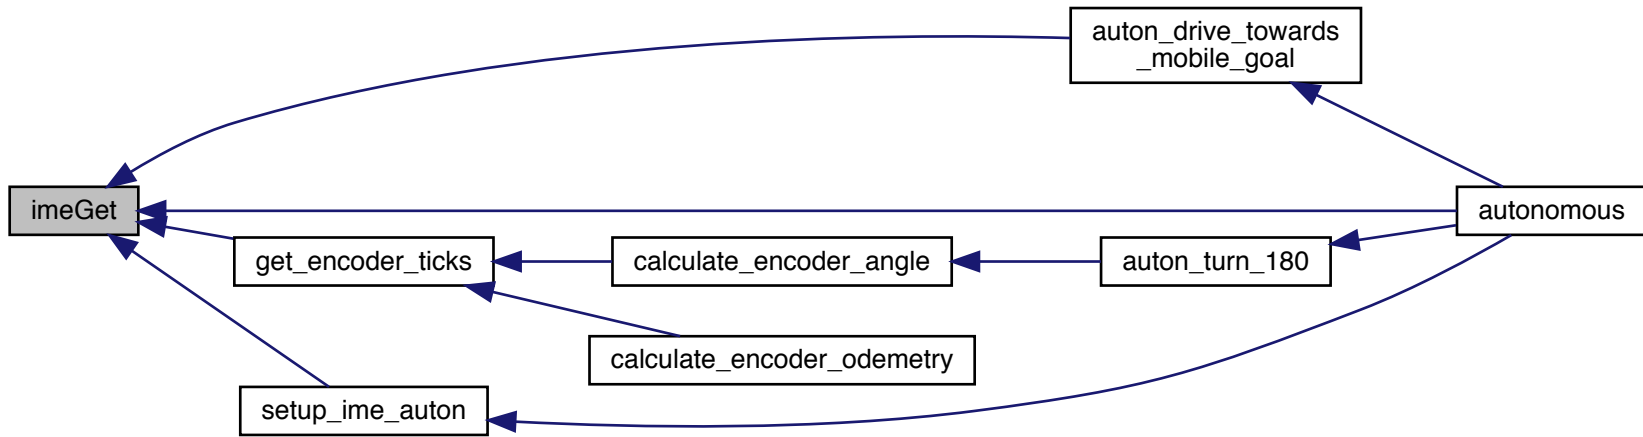 auton_drive_towards
_mobile_goal
imeGet
autonomous
get_encoder_ticks
calculate_encoder_angle
auton_turn_180
calculate_encoder_odemetry
setup_ime_auton